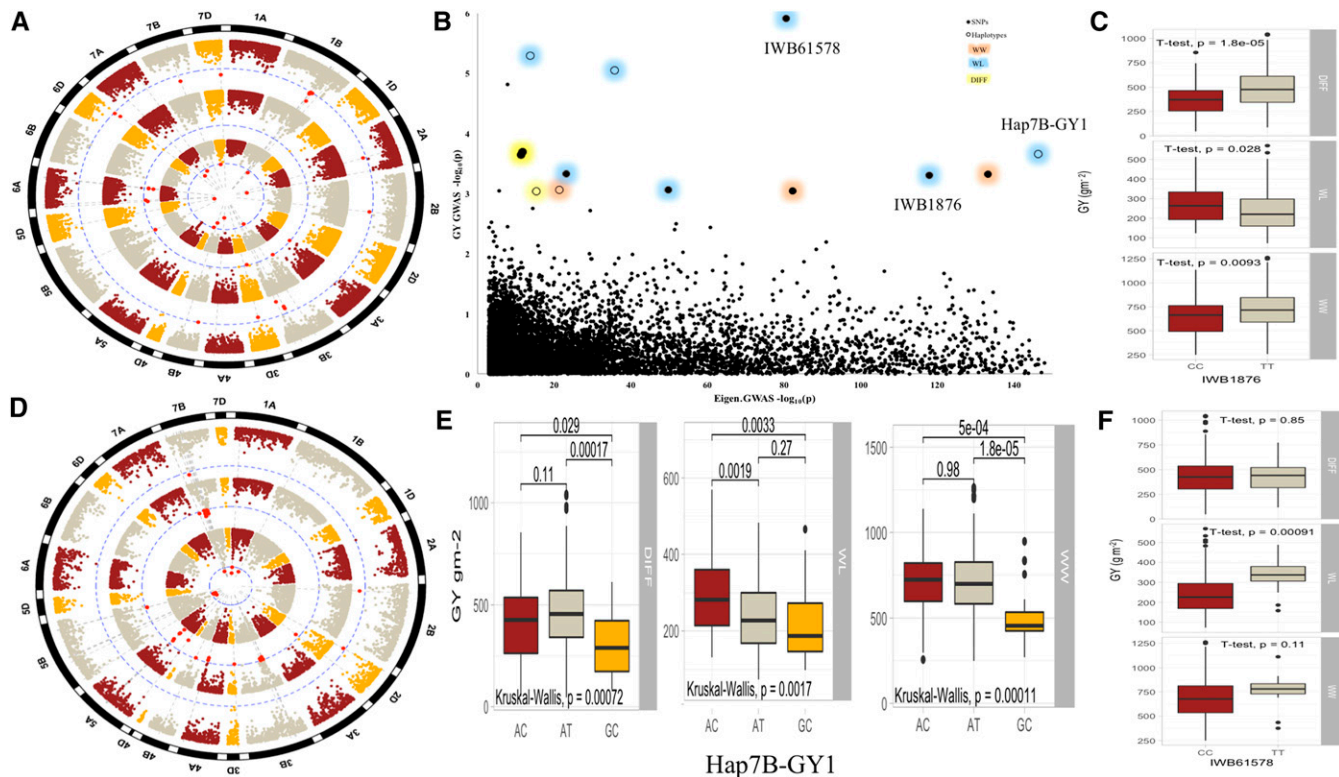 A
7D
1A
1B
1D
2A
2B
2D
3A
3B
3D
4A
4B
4D
5A
5B
5D
6A
6B
6D
7A
7B
B
GY GWAS -log10(p)
6
5
4
3
2
1
0
0
20
40
60
80
100
120
140
Eigen.GWAS -log10(p)
IWB61578
Hap7B-GY1
IWB1876
SNPs
Haplotypes
WW
WL
DIFF
C
T-test, p = 1.8e-05
1000
750
500
250
0
DIFF
T-test, p = 0.028
500
400
300
200
100
WL
GY (gm-2)
T-test, p = 0.0093
1000
750
500
250
WW
CC
TT
IWB1876
D
7D
1A
1B
1D
2A
2B
2D
3A
3B
3D
4A
4B
4D
5A
5B
5D
6A
6B
6D
7A
7B
E
GY gm-2
0.029
0.00017
0.11
1000
500
0
Kruskal-Wallis, p = 0.00072
DIFF
AC
AT
GC
0.0033
0.27
0.0019
600
400
200
Kruskal-Wallis, p = 0.0017
WL
AC
AT
GC
5e-04
1.8e-05
0.98
1500
1000
500
0
Kruskal-Wallis, p = 0.00011
WW
AC
AT
GC
Hap7B-GY1
F
T-test, p = 0.85
1000
750
500
250
0
DIFF
T-test, p = 0.00091
500
400
300
200
100
WL
GY (g m-2)
T-test, p = 0.11
1250
1000
750
500
250
WW
CC
TT
IWB61578